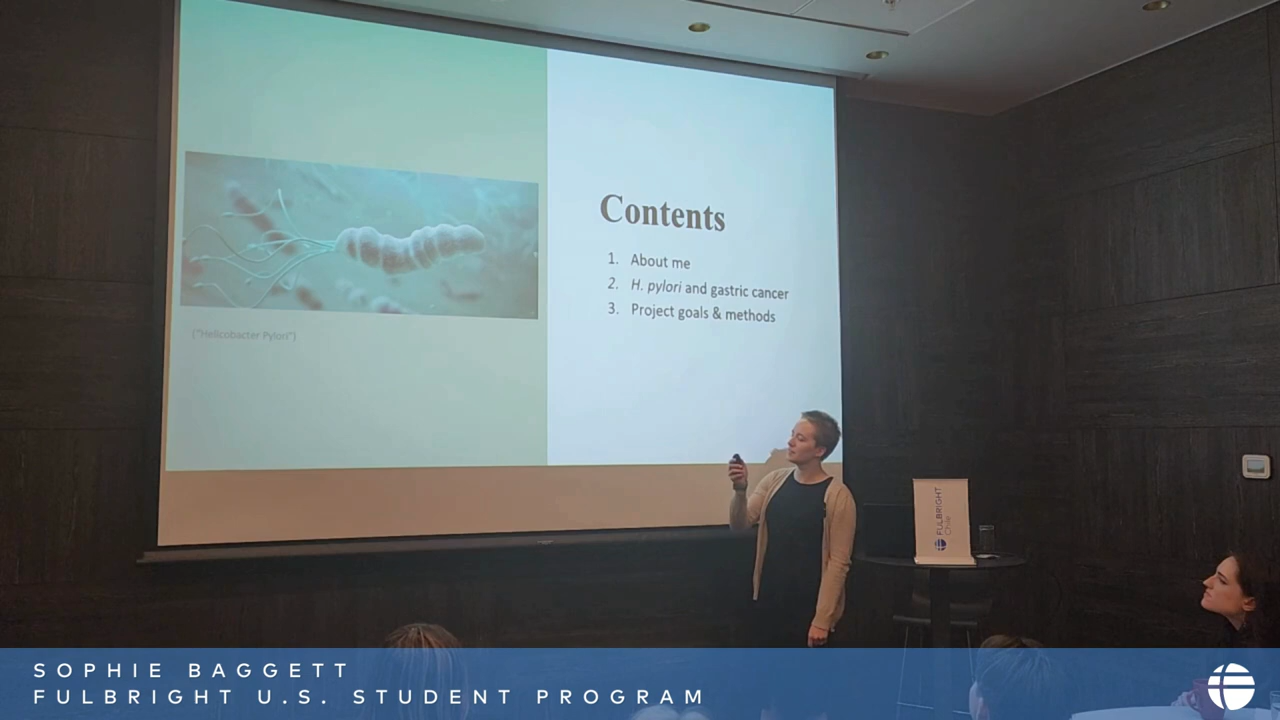 Contents
1. About me
2. H. pylori and gastric cancer
3. Project goals & methods
("Helicobacter Pylori")
FULBRIGHT
Chile
SOPHIE BAGGETT
FULBRIGHT U.S. STUDENT PROGRAM